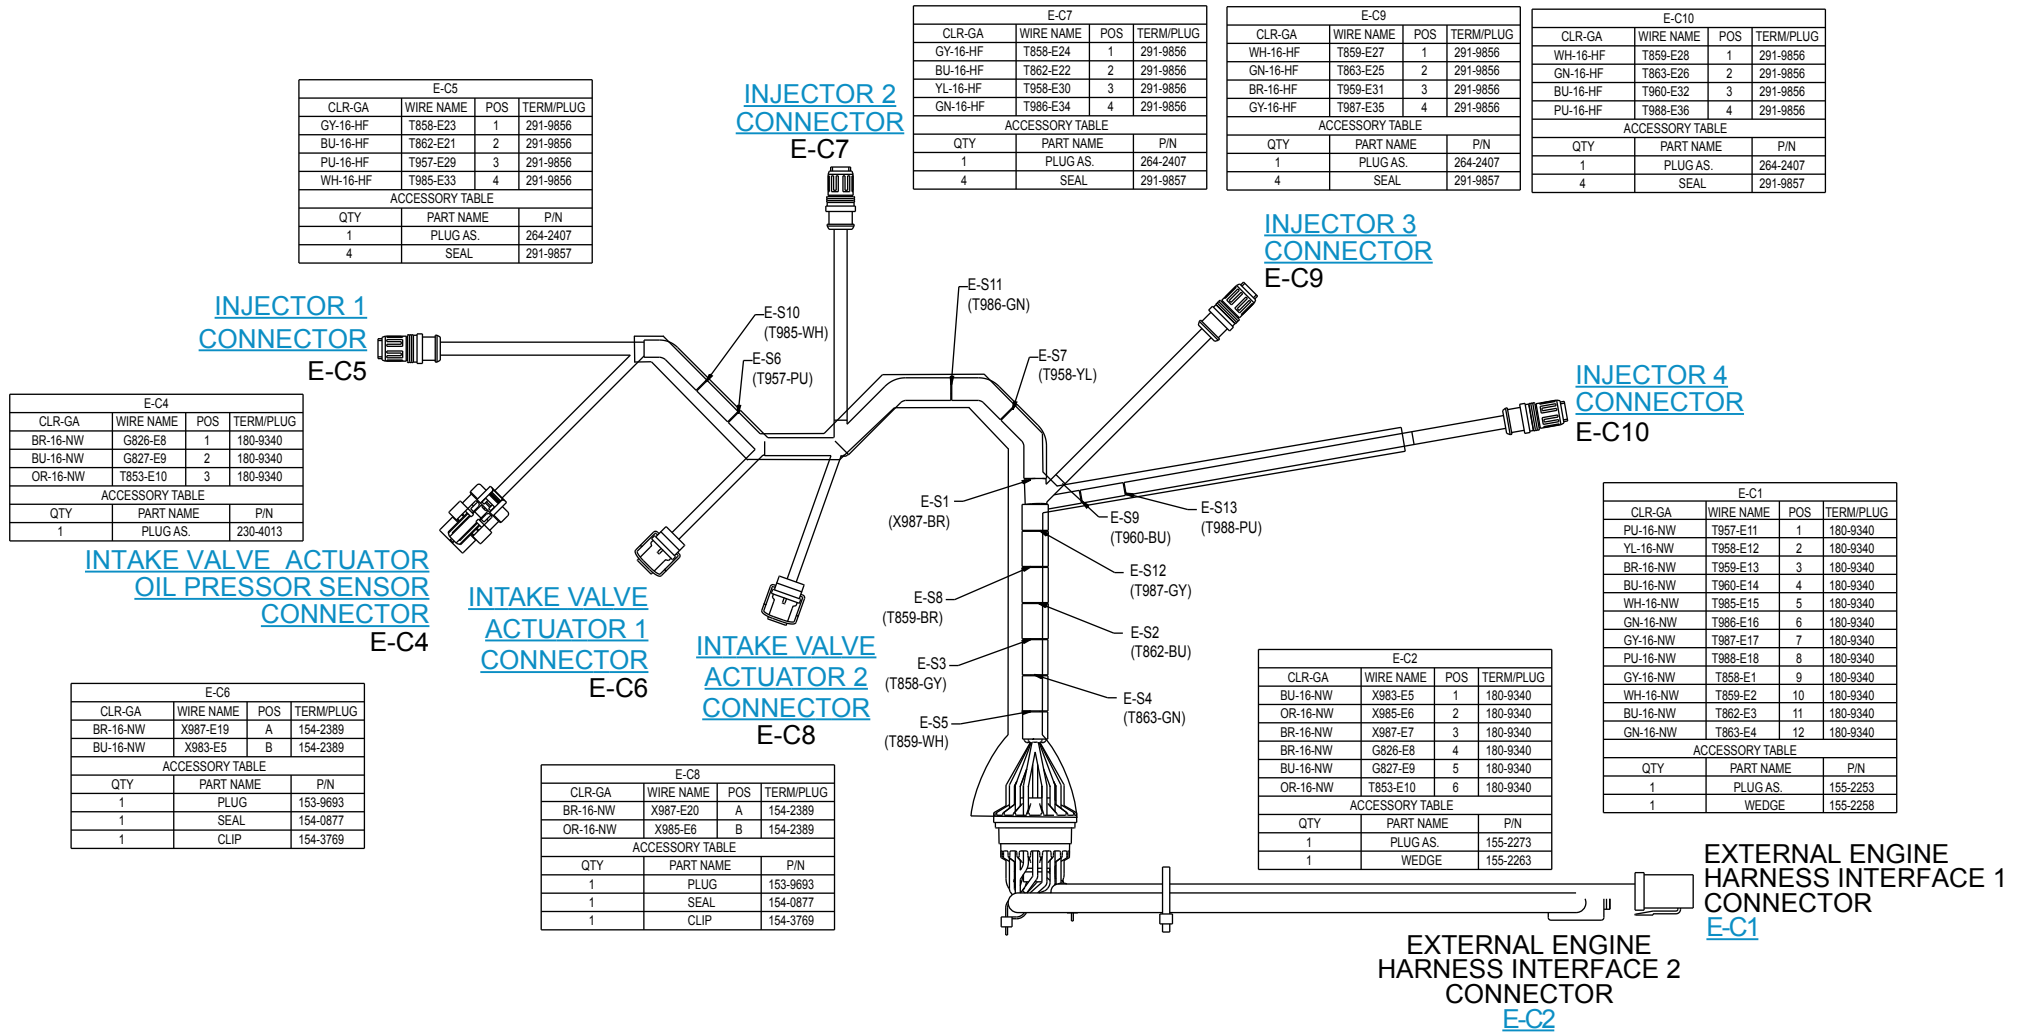 E-C7
CLR-GA WIRE NAME POS TERM/PLUG
GY-16-HF T858-E24 1 291-9856
BU-16-HF T862-E22 2 291-9856
YL-16-HF T958-E30 3 291-9856
GN-16-HF T986-E34 4 291-9856
ACCESSORY TABLE
QTY PART NAME P/N
1 PLUG AS. 264-2407
4 SEAL 291-9857
E-C9
CLR-GA WIRE NAME POS TERM/PLUG
WH-16-HF T859-E27 1 291-9856
GN-16-HF T863-E25 2 291-9856
BR-16-HF T959-E31 3 291-9856
GY-16-HF T987-E35 4 291-9856
ACCESSORY TABLE
QTY PART NAME P/N
1 PLUG AS. 264-2407
4 SEAL 291-9857
E-C10
CLR-GA WIRE NAME POS TERM/PLUG
WH-16-HF T859-E28 1 291-9856
GN-16-HF T863-E26 2 291-9856
BU-16-HF T960-E32 3 291-9856
PU-16-HF T988-E36 4 291-9856
ACCESSORY TABLE
QTY PART NAME P/N
1 PLUG AS. 264-2407
4 SEAL 291-9857
E-C5
CLR-GA WIRE NAME POS TERM/PLUG
GY-16-HF T858-E23 1 291-9856
BU-16-HF T862-E21 2 291-9856
PU-16-HF T957-E29 3 291-9856
WH-16-HF T985-E33 4 291-9856
ACCESSORY TABLE
QTY PART NAME P/N
1 PLUG AS. 264-2407
4 SEAL 291-9857
INJECTOR 2
CONNECTOR
E-C7
INJECTOR 3
CONNECTOR
E-C9
INJECTOR 1
CONNECTOR
E-C5
E-S10
(T985-WH)
E-S6
(T957-PU)
E-S11
(T986-GN)
E-S7
(T958-YL)
INJECTOR 4
CONNECTOR
E-C10
E-C4
CLR-GA WIRE NAME POS TERM/PLUG
BR-16-NW G826-E8 1 180-9340
BU-16-NW G827-E9 2 180-9340
OR-16-NW T853-E10 3 180-9340
ACCESSORY TABLE
QTY PART NAME P/N
1 PLUG AS. 230-4013
INTAKE VALVE ACTUATOR
OIL PRESSOR SENSOR
CONNECTOR
E-C4
INTAKE VALVE
ACTUATOR 1
CONNECTOR
E-C6
INTAKE VALVE
ACTUATOR 2
CONNECTOR
E-C8
E-S1
(X987-BR)
E-S9
(T960-BU)
E-S13
(T988-PU)
E-S12
(T987-GY)
E-S8
(T859-BR)
E-S2
(T862-BU)
E-S3
(T858-GY)
E-S4
(T863-GN)
E-S5
(T859-WH)
E-C1
CLR-GA WIRE NAME POS TERM/PLUG
PU-16-NW T957-E11 1 180-9340
YL-16-NW T958-E12 2 180-9340
BR-16-NW T959-E13 3 180-9340
BU-16-NW T960-E14 4 180-9340
WH-16-NW T985-E15 5 180-9340
GN-16-NW T986-E16 6 180-9340
GY-16-NW T987-E17 7 180-9340
PU-16-NW T988-E18 8 180-9340
GY-16-NW T858-E1 9 180-9340
WH-16-NW T859-E2 10 180-9340
BU-16-NW T862-E3 11 180-9340
GN-16-NW T863-E4 12 180-9340
ACCESSORY TABLE
QTY PART NAME P/N
1 PLUG AS. 155-2253
1 WEDGE 155-2258
E-C2
CLR-GA WIRE NAME POS TERM/PLUG
BU-16-NW X983-E5 1 180-9340
OR-16-NW X985-E6 2 180-9340
BR-16-NW X987-E7 3 180-9340
BR-16-NW G826-E8 4 180-9340
BU-16-NW G827-E9 5 180-9340
OR-16-NW T853-E10 6 180-9340
ACCESSORY TABLE
QTY PART NAME P/N
1 PLUG AS. 155-2273
1 WEDGE 155-2263
E-C6
CLR-GA WIRE NAME POS TERM/PLUG
BR-16-NW X987-E19 A 154-2389
BU-16-NW X983-E5 B 154-2389
ACCESSORY TABLE
QTY PART NAME P/N
1 PLUG 153-9693
1 SEAL 154-0877
1 CLIP 154-3769
E-C8
CLR-GA WIRE NAME POS TERM/PLUG
BR-16-NW X987-E20 A 154-2389
OR-16-NW X985-E6 B 154-2389
ACCESSORY TABLE
QTY PART NAME P/N
1 PLUG 153-9693
1 SEAL 154-0877
1 CLIP 154-3769
EXTERNAL ENGINE
HARNESS INTERFACE 1
CONNECTOR
E-C1
EXTERNAL ENGINE
HARNESS INTERFACE 2
CONNECTOR
E-C2